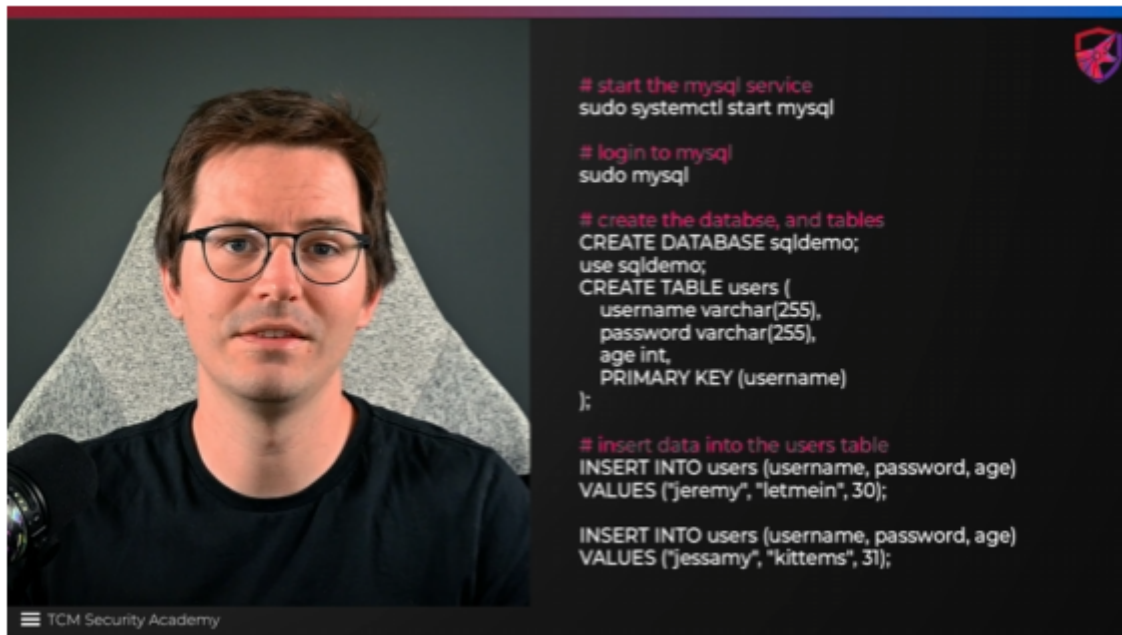 # start the mysql service
sudo systemctl start mysql
# login to mysql
sudo mysql
# create the databse, and tables
CREATE DATABASE sqldemo;
use sqldemo;
CREATE TABLE users (
username varchar(255),
password varchar(255),
age int,
PRIMARY KEY (username)
);
# insert data into the users table
INSERT INTO users (username, password, age)
VALUES ("jeremy", "letmein", 30);
INSERT INTO users (username, password, age)
VALUES ("jessamy", "kittems", 31);
TCM Security Academy